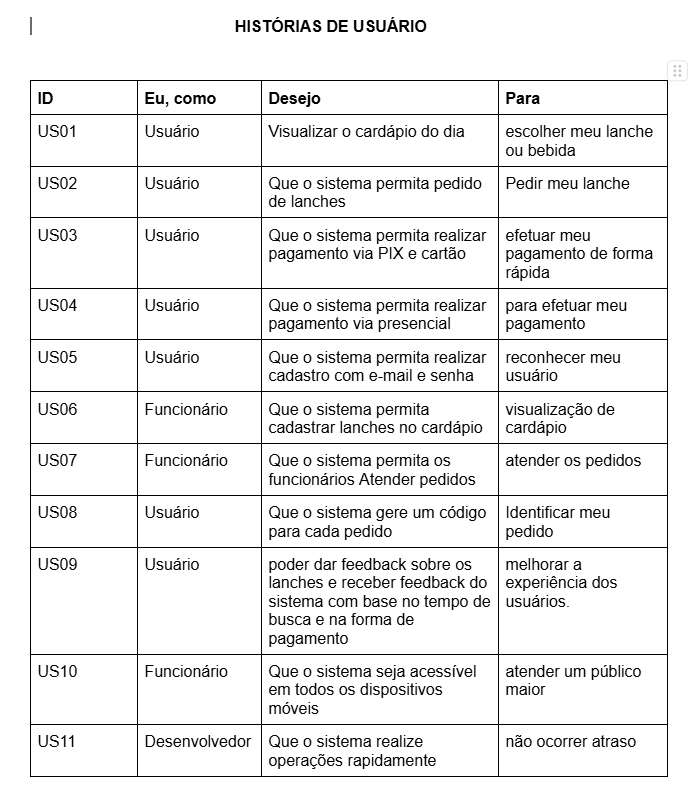 HISTÓRIAS DE USUÁRIO
ID Eu, como Desejo Para
US01 Usuário Visualizar o cardápio do dia escolher meu lanche
ou bebida
US02 Usuário Que o sistema permita pedido Pedir meu lanche
de lanches
US03 Usuário Que o sistema permita realizar efetuar meu
pagamento via PIX e cartão pagamento de forma
rápida
US04 Usuário Que o sistema permita realizar para efetuar meu
pagamento via presencial pagamento
US05 Usuário Que o sistema permita realizar reconhecer meu
cadastro com e-mail e senha usuário
US06 Funcionário Que o sistema permita visualização de
cadastrar lanches no cardápio cardápio
US07 Funcionário Que o sistema permita os atender os pedidos
funcionários Atender pedidos
US08 Usuário Que o sistema gere um código Identificar meu
para cada pedido pedido
US09 Usuário poder dar feedback sobre os melhorar a
lanches e receber feedback do experiência dos
sistema com base no tempo de usuários.
busca e na forma de
pagamento
US10 Funcionário Que o sistema seja acessível atender um público
em todos os dispositivos maior
móveis
US11 Desenvolvedor Que o sistema realize não ocorrer atraso
operações rapidamente